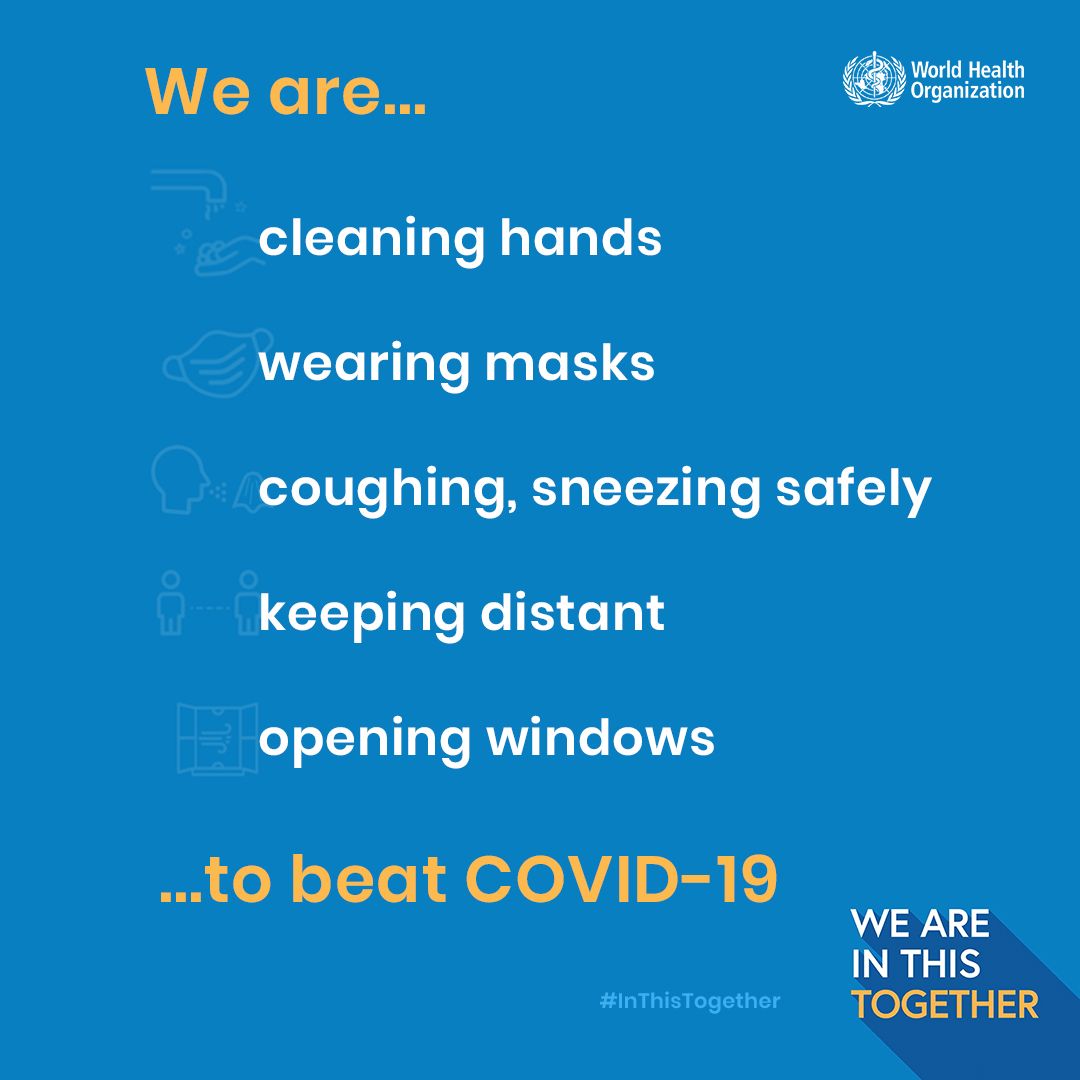 We are...
World Health
Organization
cleaning hands
wearing masks
coughing, sneezing safely
keeping distant
opening windows
...to beat COVID-19
WE ARE
IN THIS
TOGETHER
#InThisTogether